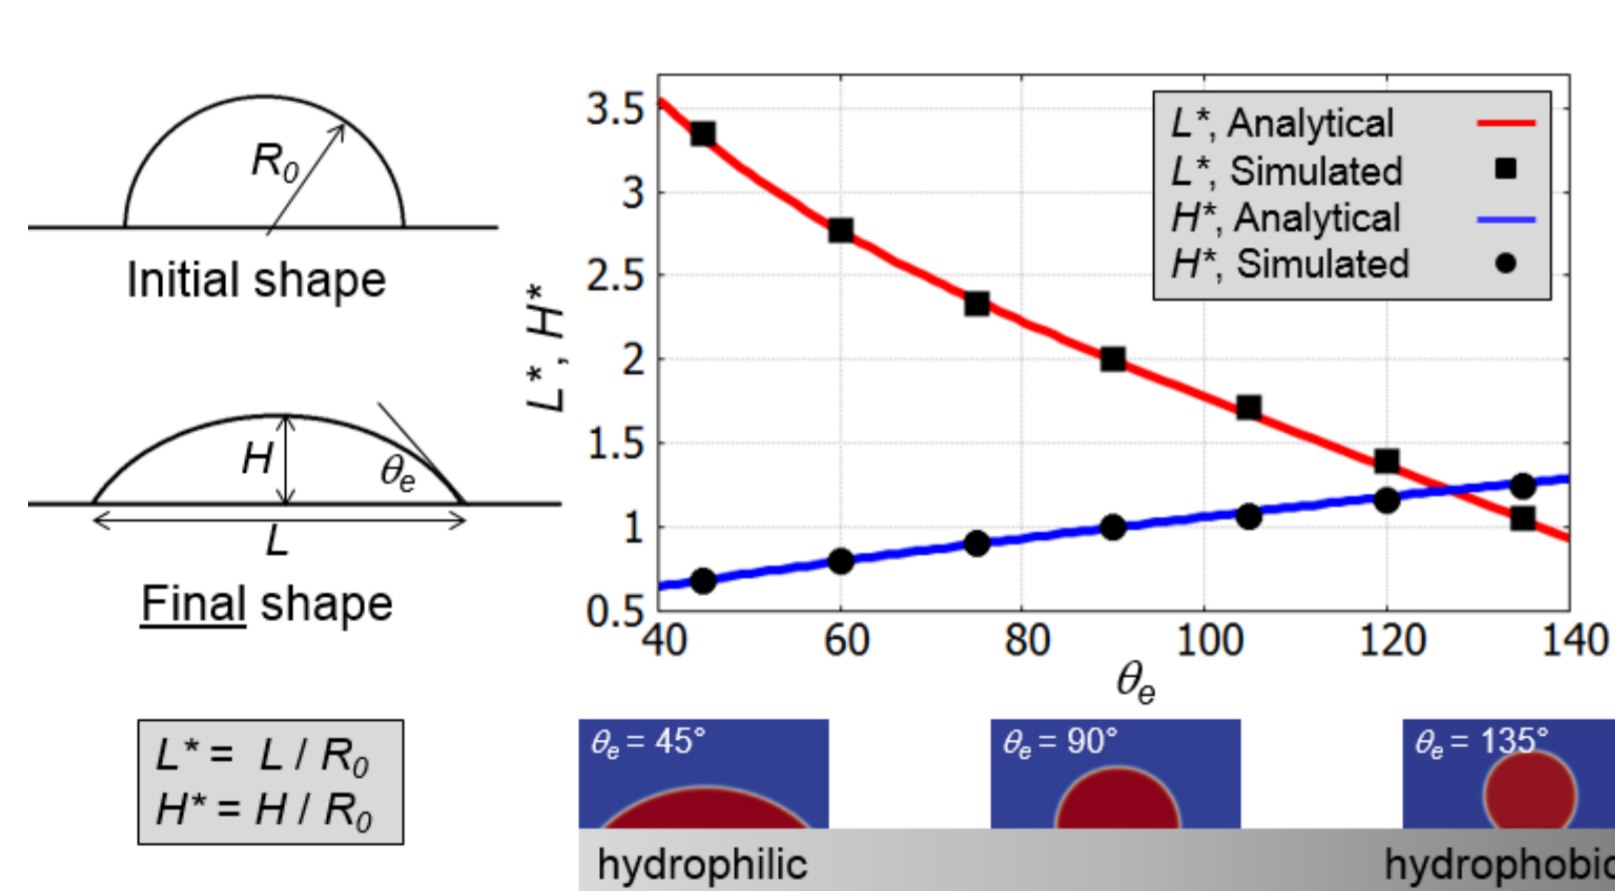 R0
Initial shape
H
θe
L
Final shape
L* = L / R0
H* = H / R0
L*, H*
3.5
3
2.5
2
1.5
1
0.5
40 60 80 100 120 140
θe
L*, Analytical
L*, Simulated
H*, Analytical
H*, Simulated
θe = 45°
θe = 90°
θe = 135°
hydrophilic
hydrophobic